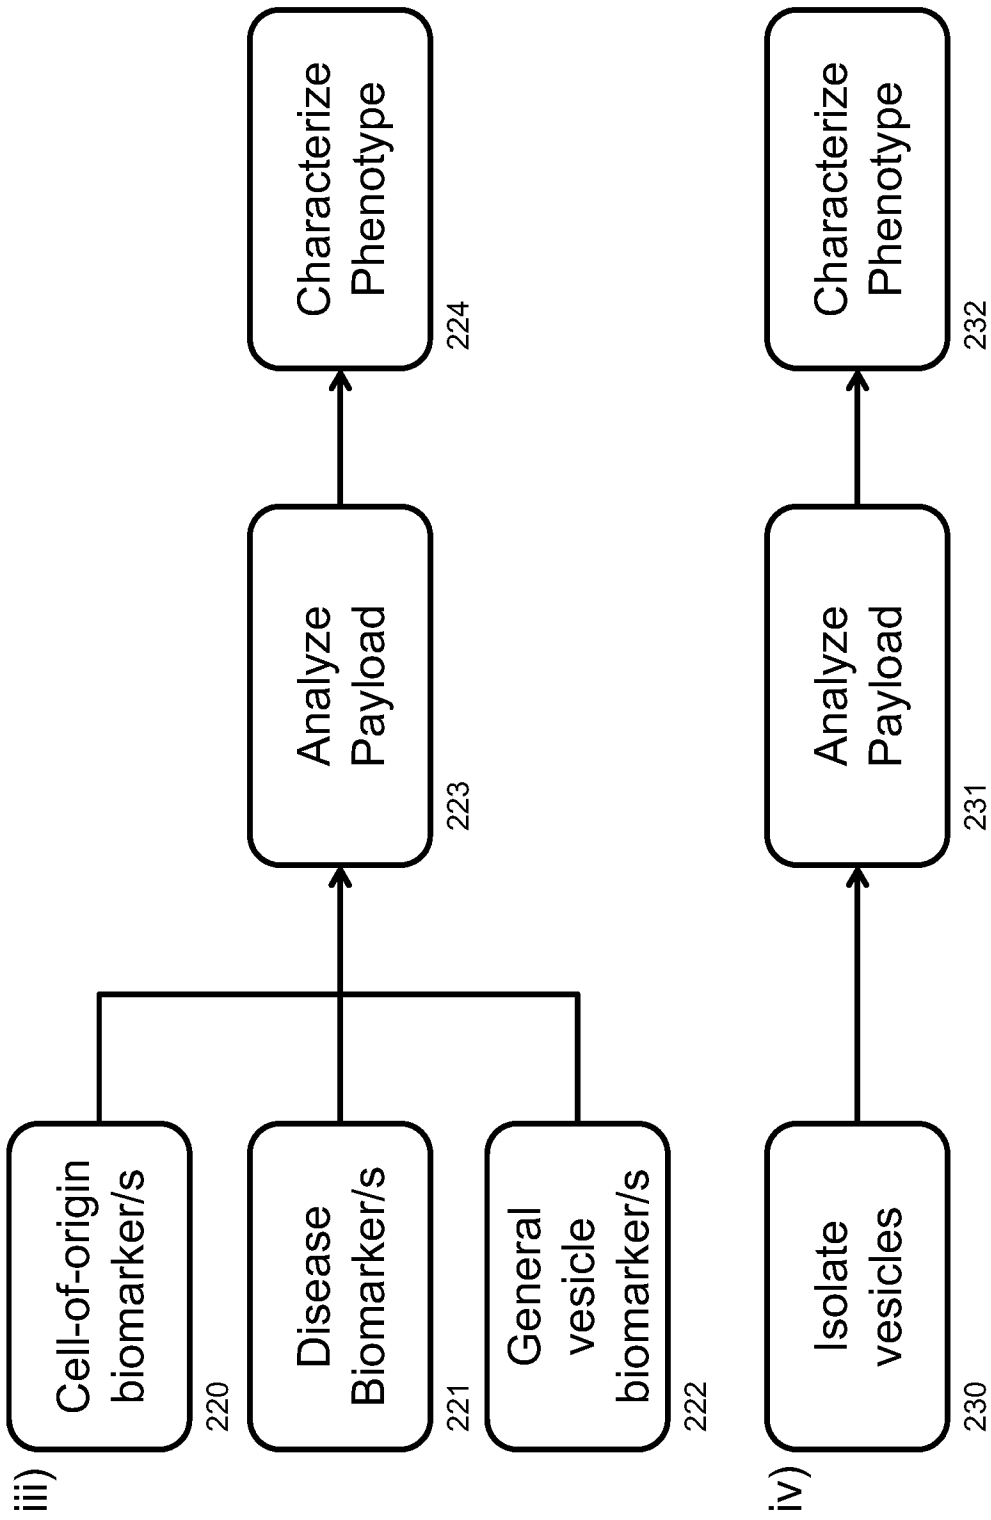 iii)
Cell-of-origin
biomarker/s
220
Disease
Biomarker/s
221
General
vesicle
biomarker/s
222
Analyze
Payload
223
Characterize
Phenotype
224
iv)
Isolate
vesicles
230
Analyze
Payload
231
Characterize
Phenotype
232